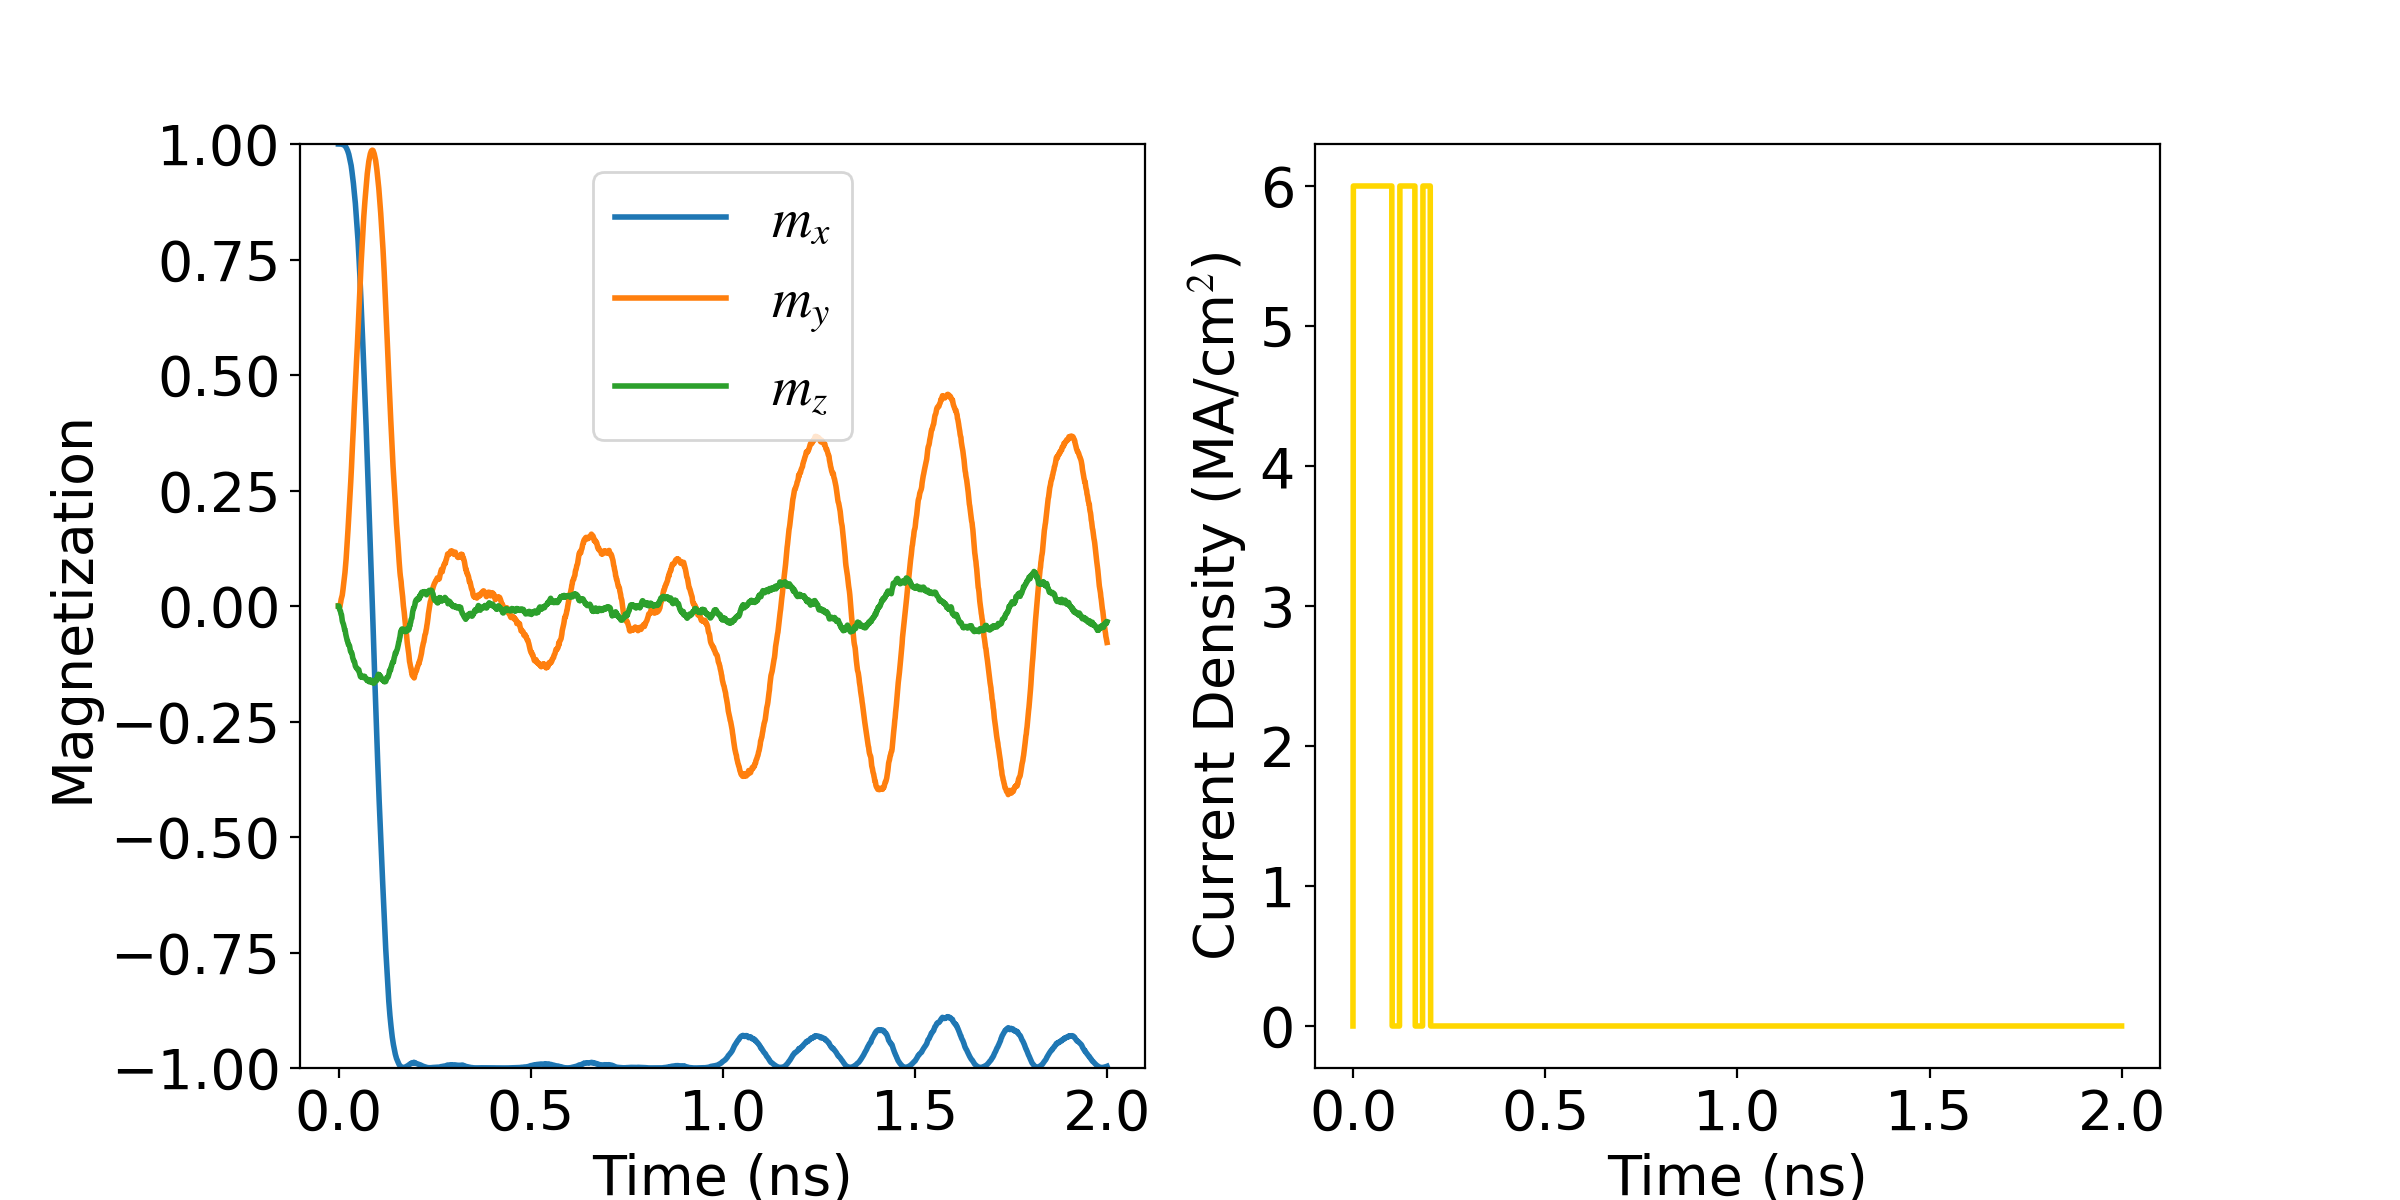 1.00
0.75
0.50
0.25
0.00
−0.25
−0.50
−0.75
−1.00
Magnetization
m_x
m_y
m_z
0.0 0.5 1.0 1.5 2.0
Time (ns)
6
5
4
3
2
1
0
Current Density (MA/cm²)
0.0 0.5 1.0 1.5 2.0
Time (ns)